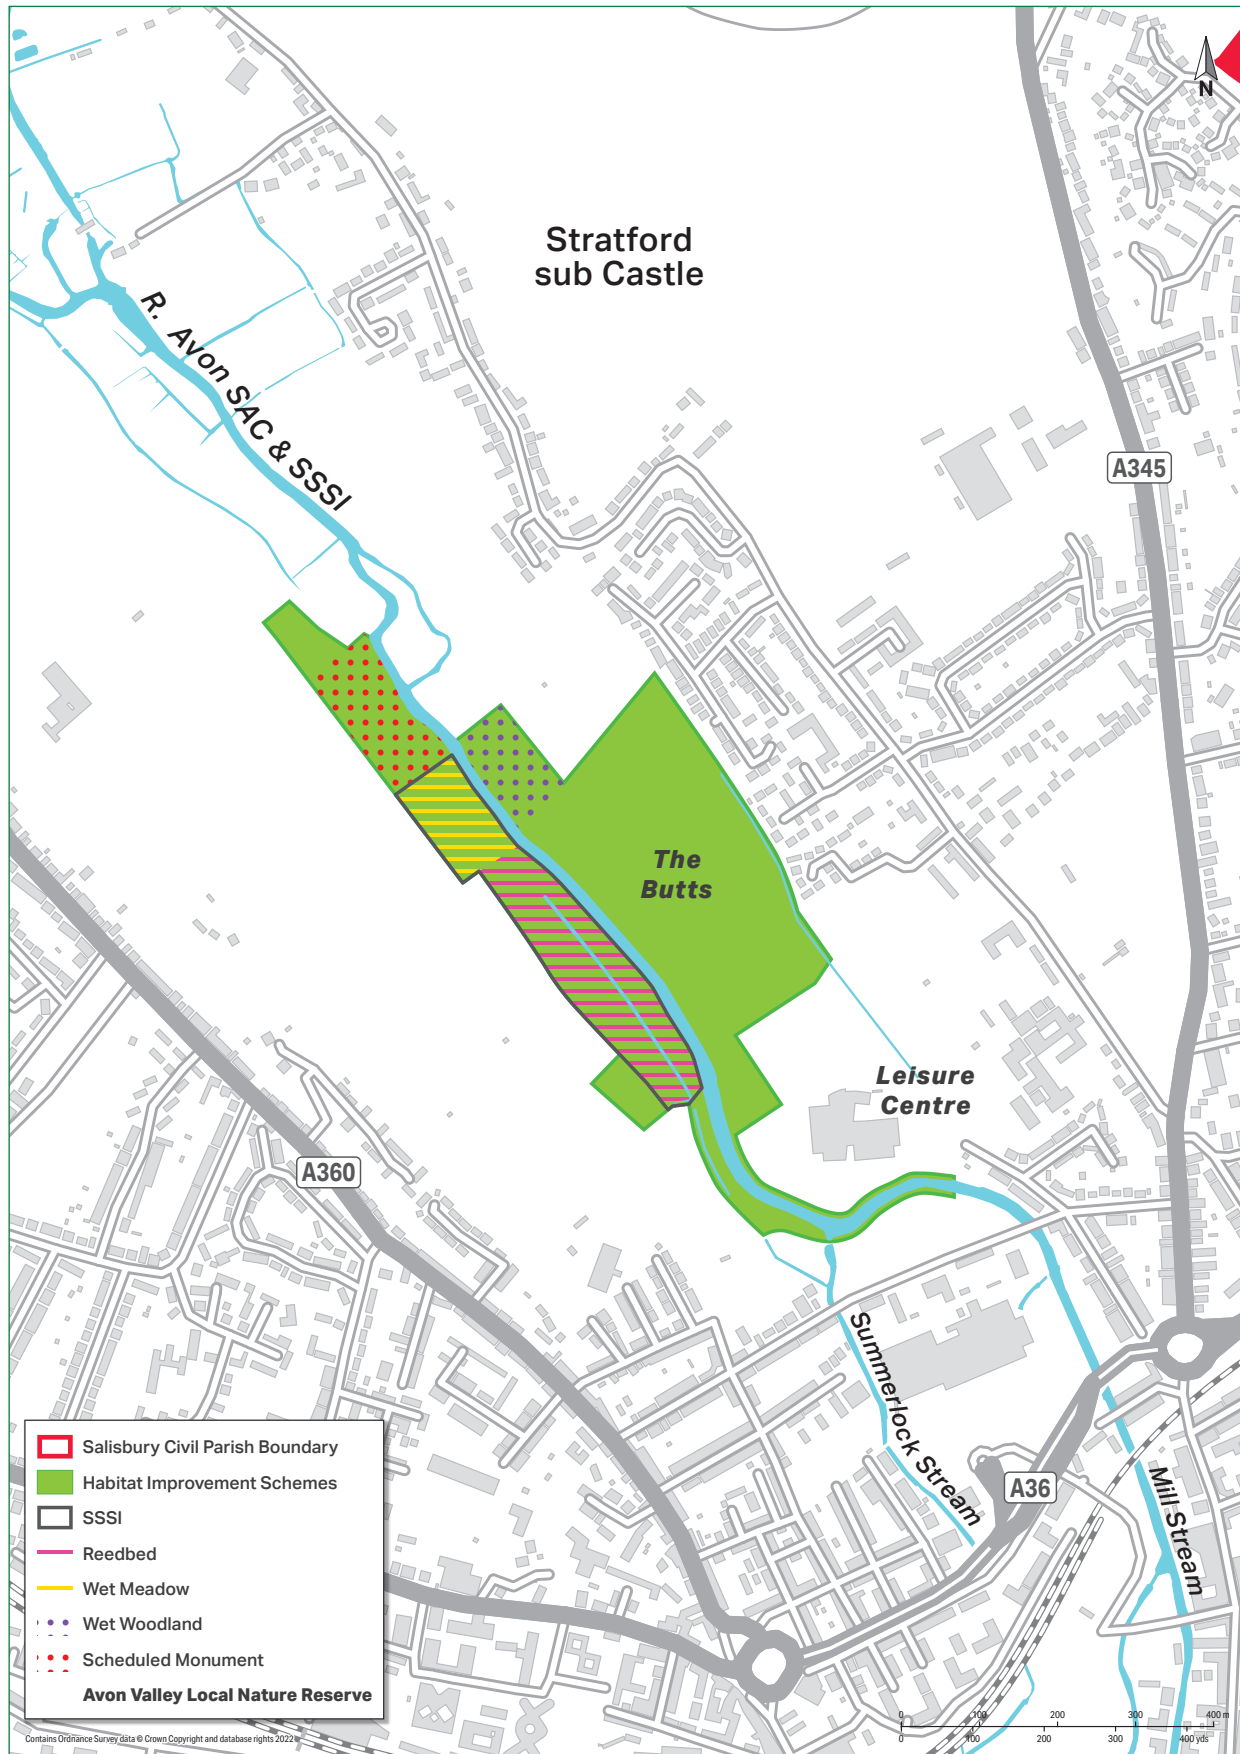 N
Stratford
sub Castle
R. Avon SAC & SSSI
A345
The
Butts
Leisure
Centre
A360
Summerlock Stream
A36
Mill Stream
Salisbury Civil Parish Boundary
Habitat Improvement Schemes
SSSI
Reedbed
Wet Meadow
Wet Woodland
Scheduled Monument
Avon Valley Local Nature Reserve
0 100 200 300 400 m
0 100 200 300 400 yds
Contains Ordnance Survey data © Crown Copyright and database rights 2022